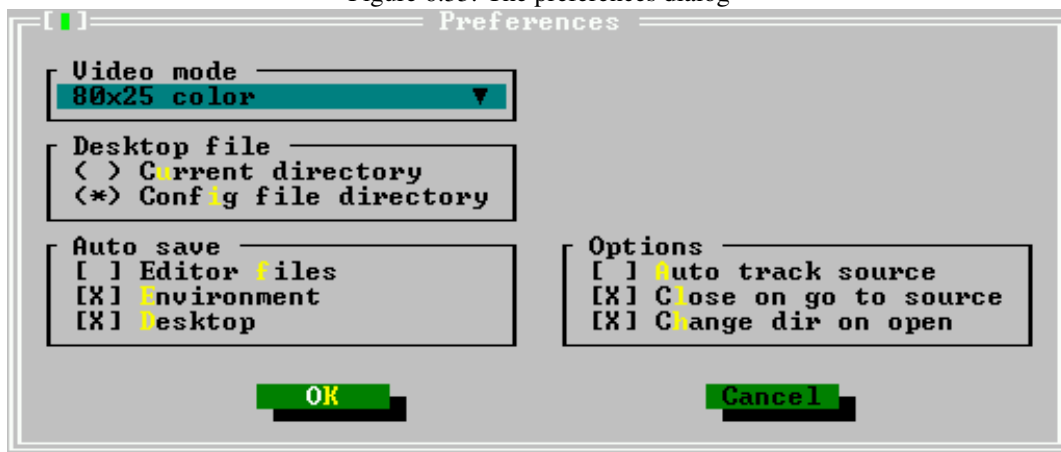 Figure 6.33: The preferences dialog
[ ] Preferences
Video mode
80x25 color ▼
Desktop file
( ) Current directory
(*) Config file directory
Auto save
[ ] Editor files
[X] Environment
[X] Desktop
Options
[ ] Auto track source
[X] Close on go to source
[X] Change dir on open
OK
Cancel